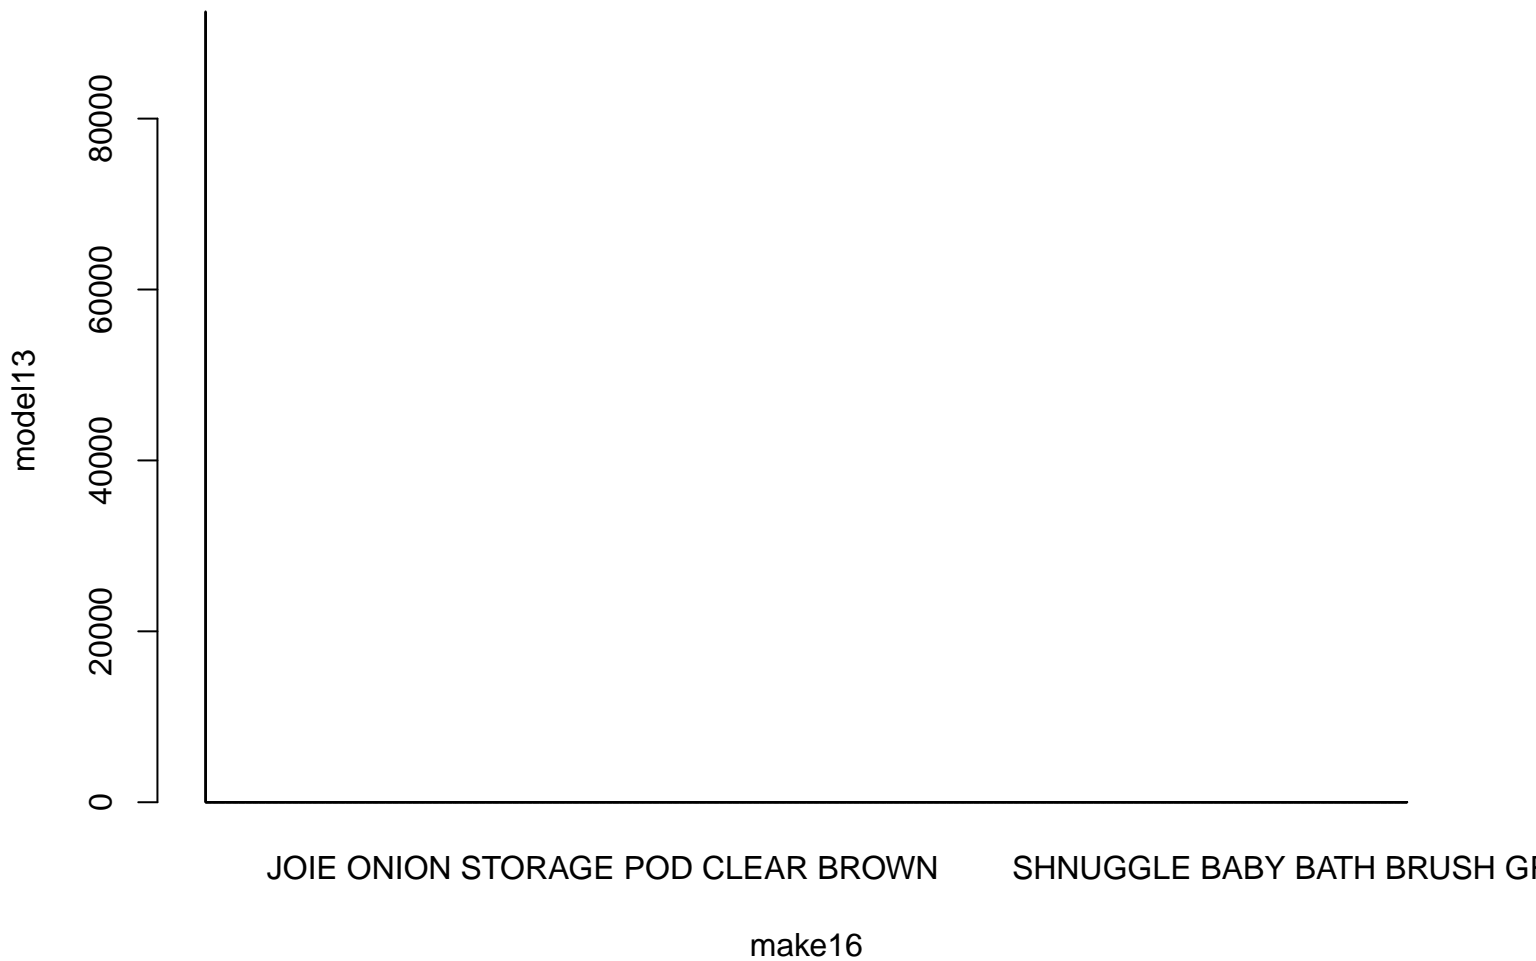 80000
60000
40000
20000
0
model13
JOIE ONION STORAGE POD CLEAR BROWN
SHNUGGLE BABY BATH BRUSH
make16